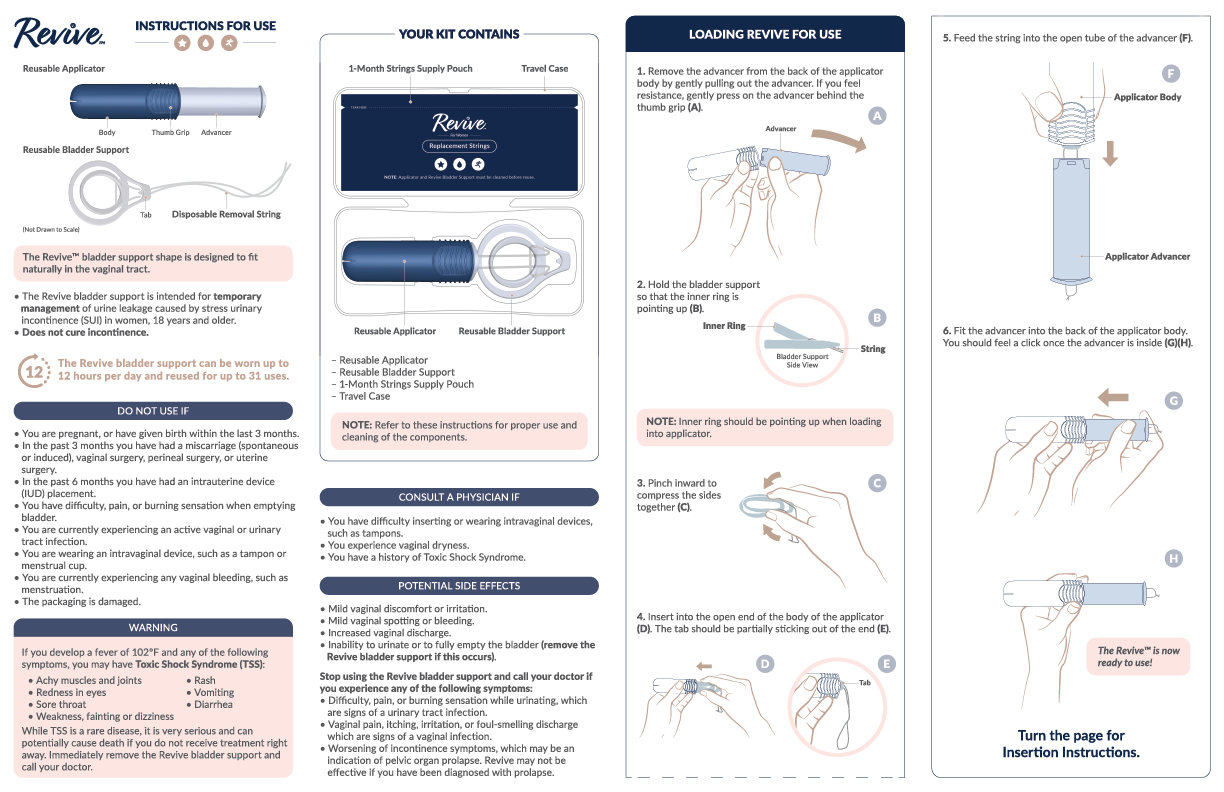 Revive™
INSTRUCTIONS FOR USE
Reusable Applicator
Body
Thumb Grip
Advancer
Reusable Bladder Support
Tab
Disposable Removal String
(Not Drawn to Scale)
The Revive™ bladder support shape is designed to fit
naturally in the vaginal tract.
• The Revive bladder support is intended for temporary
management of urine leakage caused by stress urinary
incontinence (SUI) in women, 18 years and older.
• Does not cure incontinence.
12
The Revive bladder support can be worn up to
12 hours per day and reused for up to 31 uses.
DO NOT USE IF
• You are pregnant, or have given birth within the last 3 months.
• In the past 3 months you have had a miscarriage (spontaneous
or induced), vaginal surgery, perineal surgery, or uterine
surgery.
• In the past 6 months you have had an intrauterine device
(IUD) placement.
• You have difficulty, pain, or burning sensation when emptying
bladder.
• You are currently experiencing an active vaginal or urinary
tract infection.
• You are wearing an intravaginal device, such as a tampon or
menstrual cup.
• You are currently experiencing any vaginal bleeding, such as
menstruation.
• The packaging is damaged.
WARNING
If you develop a fever of 102°F and any of the following
symptoms, you may have Toxic Shock Syndrome (TSS):
• Achy muscles and joints
• Redness in eyes
• Sore throat
• Weakness, fainting or dizziness
• Rash
• Vomiting
• Diarrhea
While TSS is a rare disease, it is very serious and can
potentially cause death if you do not receive treatment right
away. Immediately remove the Revive bladder support and
call your doctor.
YOUR KIT CONTAINS
1-Month Strings Supply Pouch
Travel Case
Revive
For Women
Replacement Strings
NOTE: Applicator and Revive Bladder Support must be cleaned before reuse.
Reusable Applicator
Reusable Bladder Support
– Reusable Applicator
– Reusable Bladder Support
– 1-Month Strings Supply Pouch
– Travel Case
NOTE: Refer to these instructions for proper use and
cleaning of the components.
CONSULT A PHYSICIAN IF
• You have difficulty inserting or wearing intravaginal devices,
such as tampons.
• You experience vaginal dryness.
• You have a history of Toxic Shock Syndrome.
POTENTIAL SIDE EFFECTS
• Mild vaginal discomfort or irritation.
• Mild vaginal spotting or bleeding.
• Increased vaginal discharge.
• Inability to urinate or to fully empty the bladder (remove the
Revive bladder support if this occurs).
Stop using the Revive bladder support and call your doctor if
you experience any of the following symptoms:
• Difficulty, pain, or burning sensation while urinating, which
are signs of a urinary tract infection.
• Vaginal pain, itching, irritation, or foul-smelling discharge
which are signs of a vaginal infection.
• Worsening of incontinence symptoms, which may be an
indication of pelvic organ prolapse. Revive may not be
effective if you have been diagnosed with prolapse.
LOADING REVIVE FOR USE
1. Remove the advancer from the back of the applicator
body by gently pulling out the advancer. If you feel
resistance, gently press on the advancer behind the
thumb grip (A).
A
Advancer
2. Hold the bladder support
so that the inner ring is
pointing up (B).
B
Inner Ring
String
Bladder Support
Side View
NOTE: Inner ring should be pointing up when loading
into applicator.
3. Pinch inward to
compress the sides
together (C).
C
4. Insert into the open end of the body of the applicator
(D). The tab should be partially sticking out of the end (E).
D
E
Tab
5. Feed the string into the open tube of the advancer (F).
F
Applicator Body
Applicator Advancer
6. Fit the advancer into the back of the applicator body.
You should feel a click once the advancer is inside (G)(H).
G
H
The Revive™ is now
ready to use!
Turn the page for
Insertion Instructions.